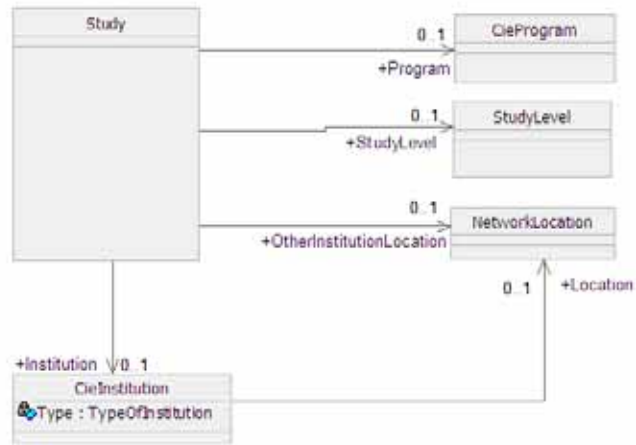 Study
0..1
CieProgram
+Program
0..1
StudyLevel
+StudyLevel
0..1
NetworkLocation
+OtherInstitutionLocation
0..1
+Location
+Institution
0..1
CieInstitution
Type : TypeOfInstitution